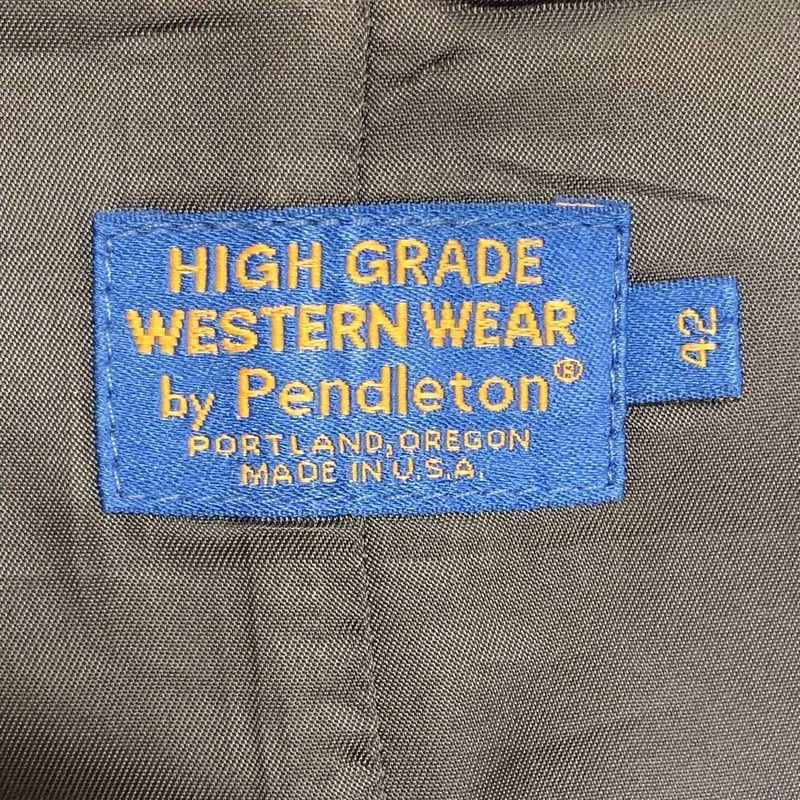 HIGH GRADE
WESTERN WEAR
by Pendleton®
PORTLAND, OREGON
MADE IN U.S.A.
42